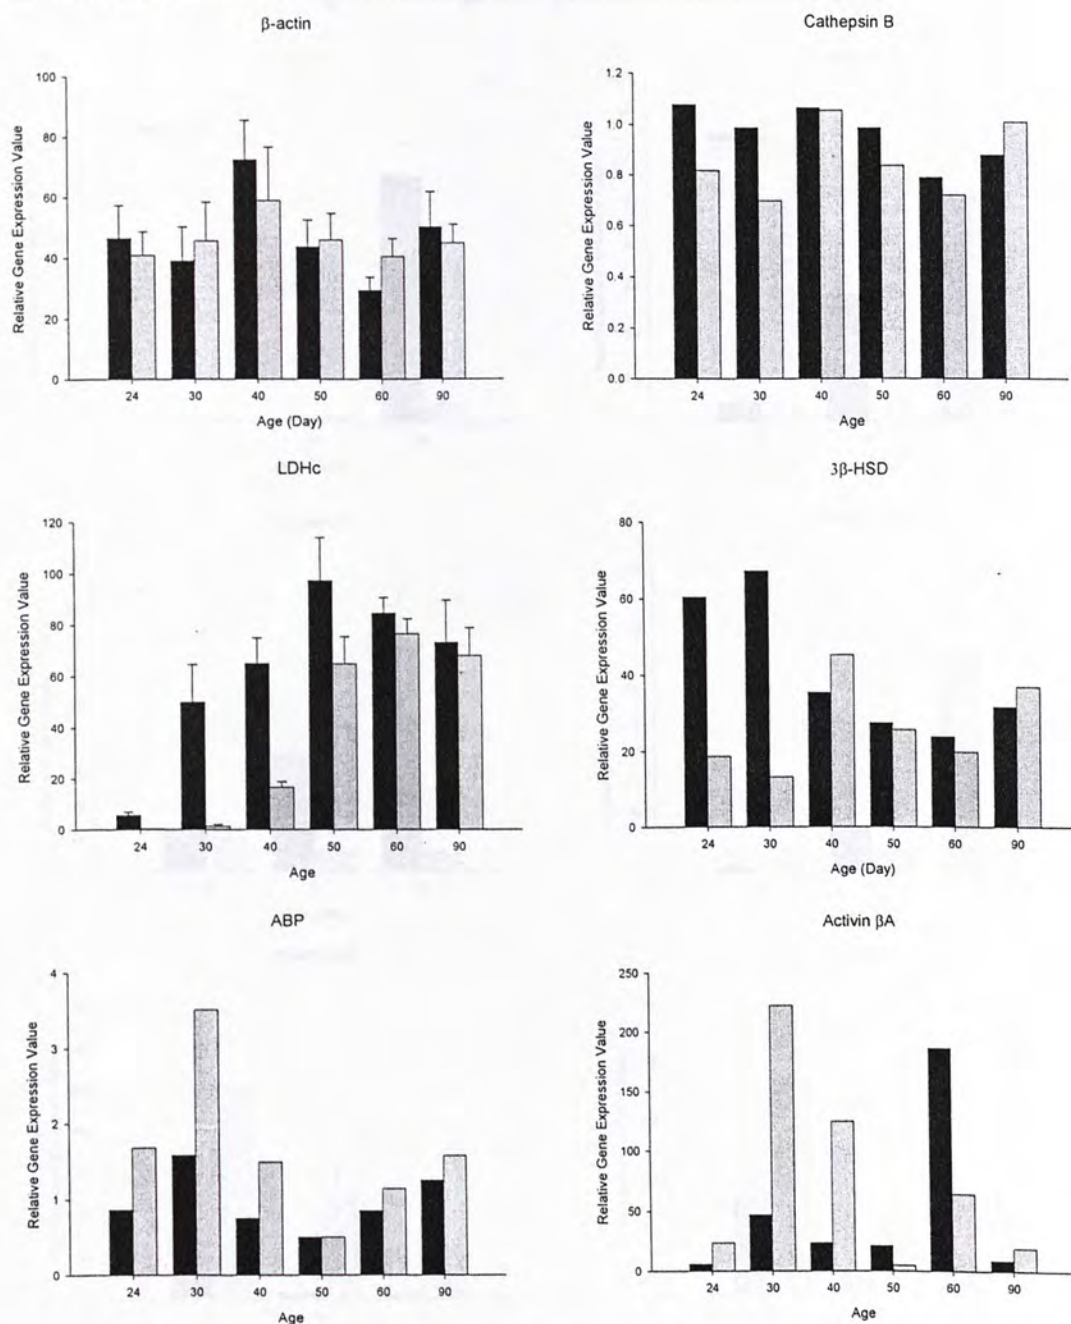 β-actin
Relative Gene Expression Value
100
80
60
40
20
0
24 30 40 50 60 90
Age (Day)
Cathepsin B
Relative Gene Expression Value
1.2
1.0
0.8
0.6
0.4
0.2
0.0
24 30 40 50 60 90
Age
LDHc
Relative Gene Expression Value
120
100
80
60
40
20
0
24 30 40 50 60 90
Age
3β-HSD
Relative Gene Expression Value
80
60
40
20
0
24 30 40 50 60 90
Age (Day)
ABP
Relative Gene Expression Value
4
3
2
1
0
24 30 40 50 60 90
Age
Activin βA
Relative Gene Expression Value
250
200
150
100
50
0
24 30 40 50 60 90
Age